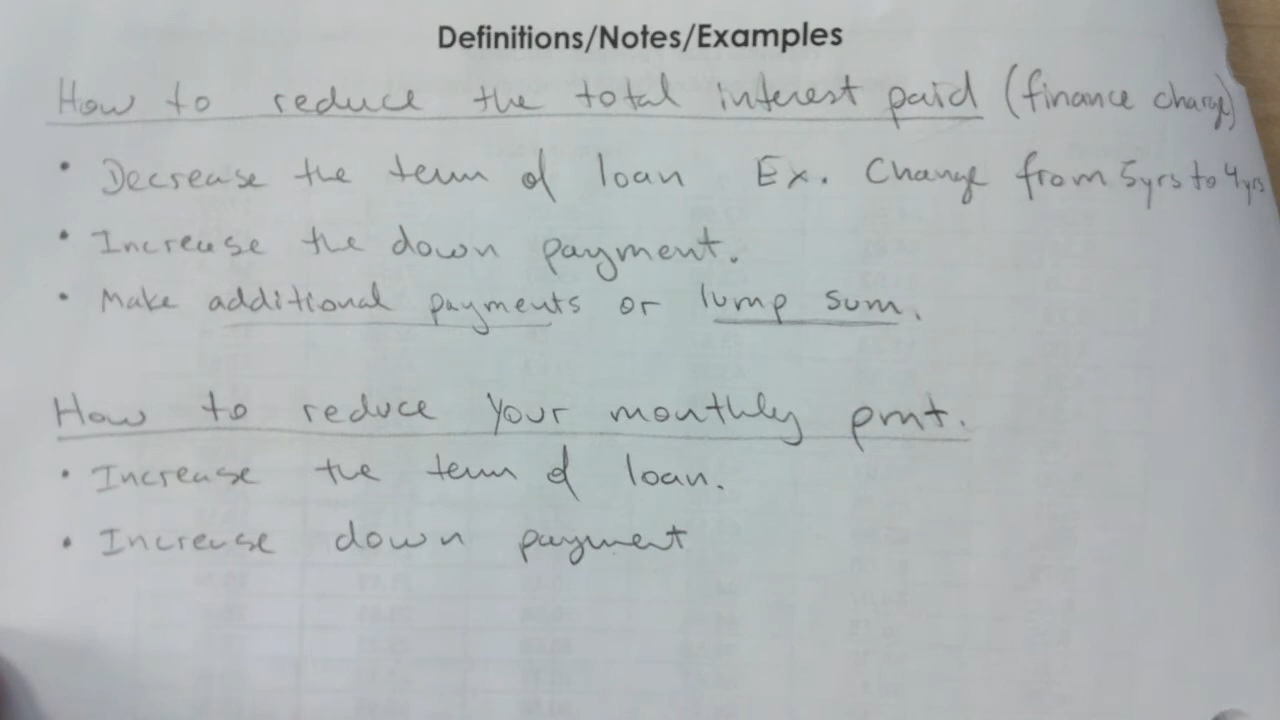 Definitions/Notes/Examples
How to reduce the total interest paid (finance charge)
• Decrease the term of loan Ex. Change from 5yrs to 4yrs
• Increase the down payment.
• Make additional payments or lump sum.
How to reduce your monthly pmt.
• Increase the term of loan.
• Increase down payment